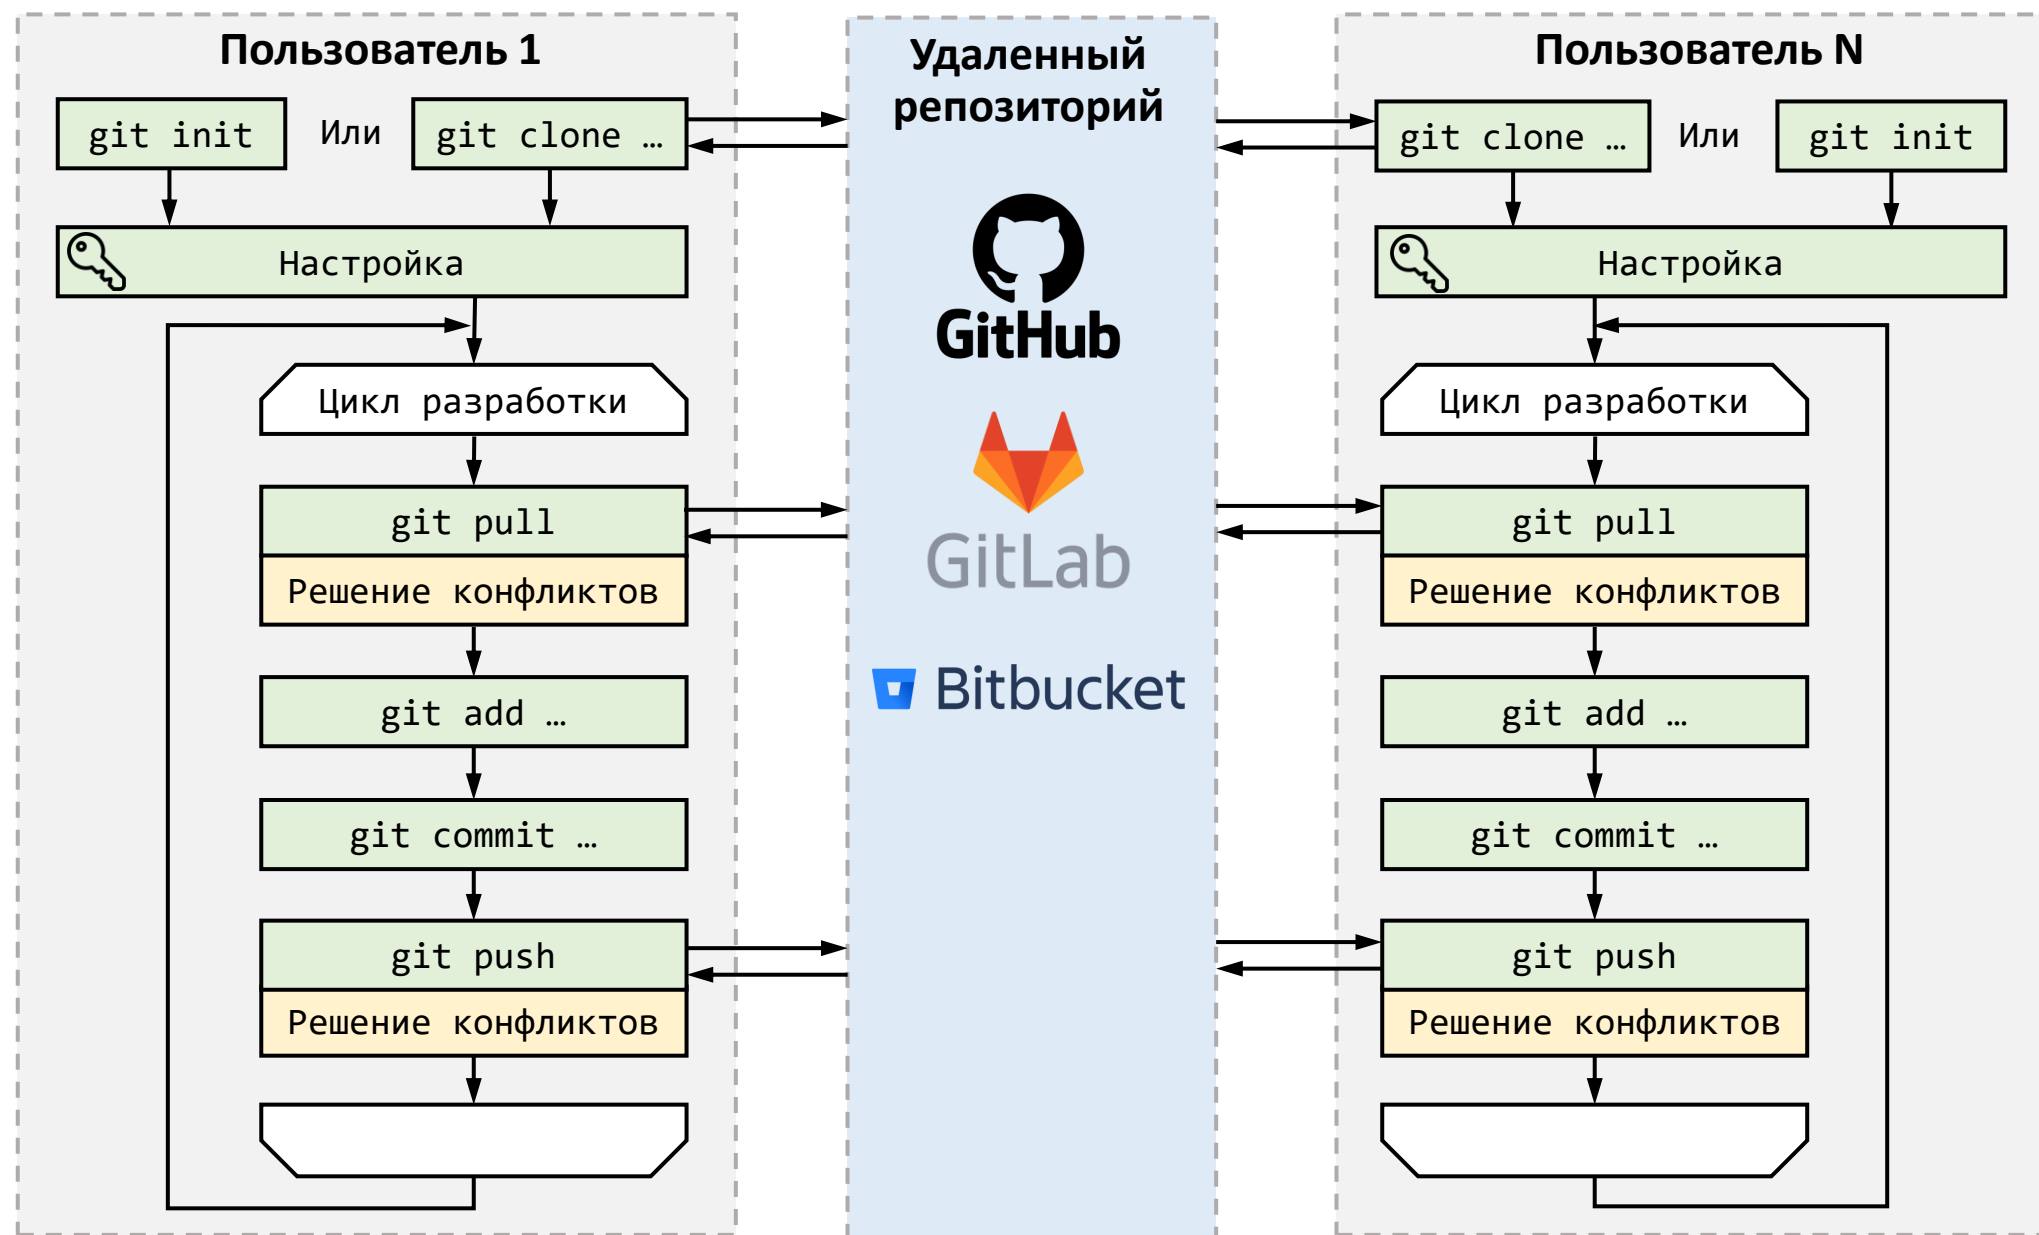 Пользователь 1
git init
Или
git clone …
Настройка
Цикл разработки
git pull
Решение конфликтов
git add …
git commit …
git push
Решение конфликтов
Удаленный
репозиторий
GitHub
GitLab
Bitbucket
Пользователь N
git clone …
Или
git init
Настройка
Цикл разработки
git pull
Решение конфликтов
git add …
git commit …
git push
Решение конфликтов